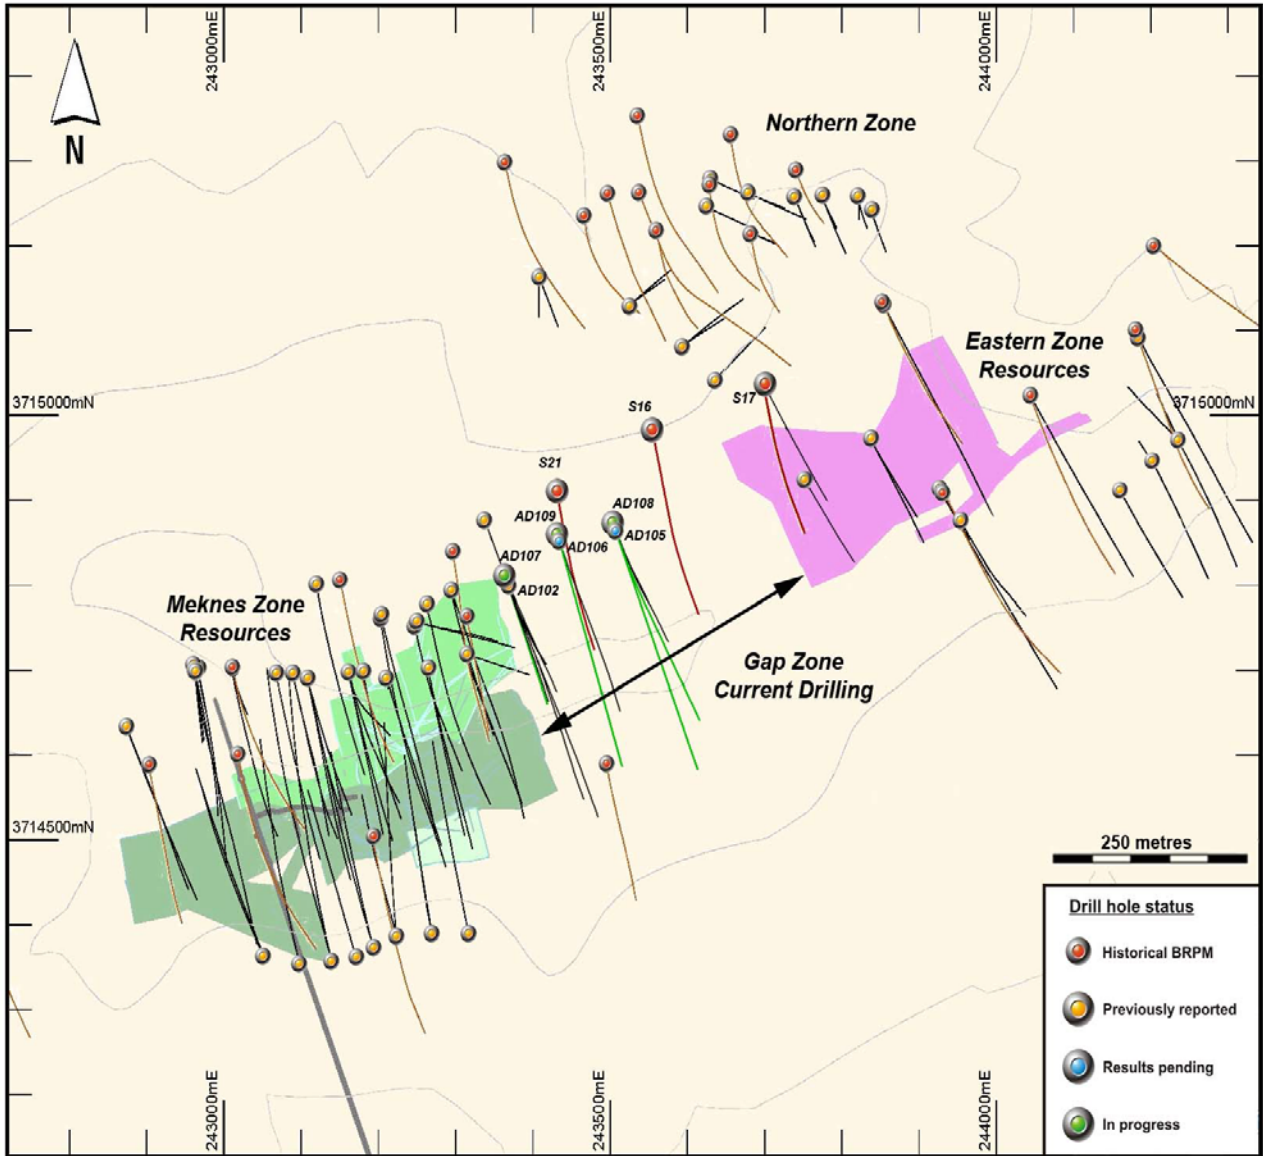 243000mE
243500mE
244000mE
N
Northern Zone
Eastern Zone
Resources
3715000mN
3715000mN
S17
S16
S21
AD108
AD109
AD105
AD106
AD107
AD102
Meknes Zone
Resources
Gap Zone
Current Drilling
3714500mN
250 metres
Drill hole status
Historical BRPM
Previously reported
Results pending
In progress
243000mE
243500mE
244000mE